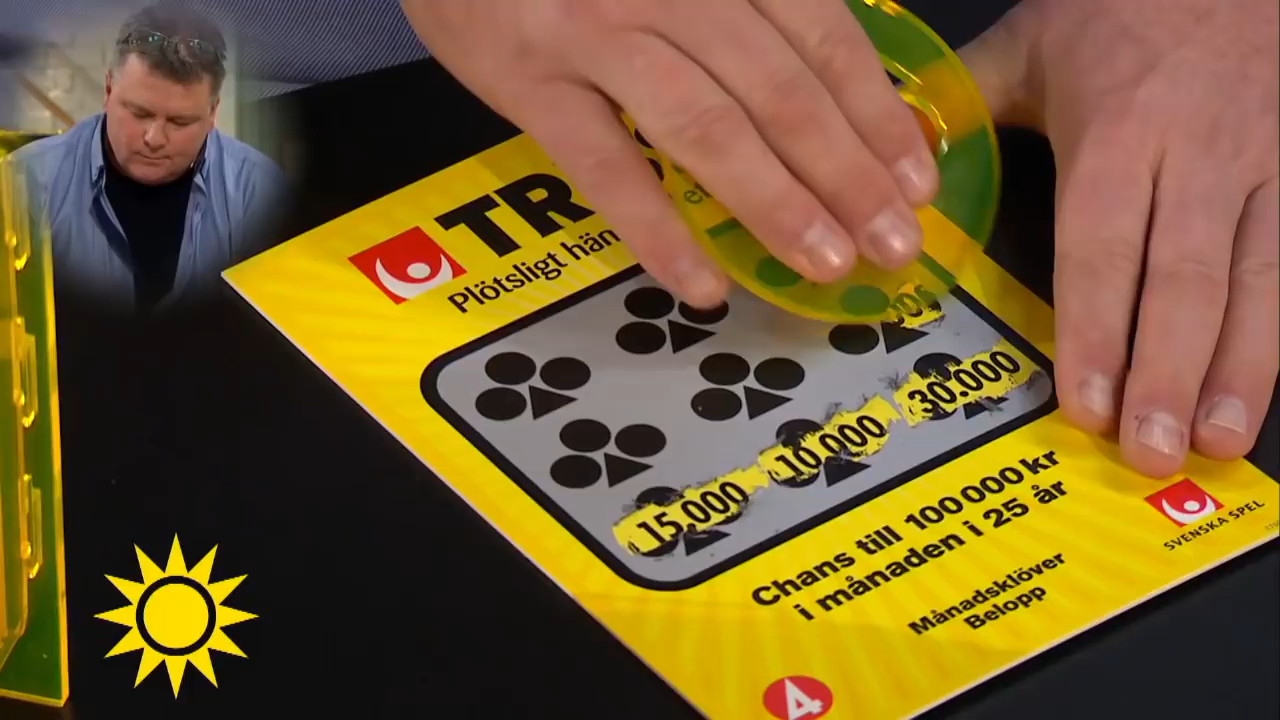 TR
Plötsligt hän
15,000
10 000
30.000
Chans till 100 000 kr
i månaden i 25 år
Månadsklöver
Belopp
SVENSKA SPEL
4